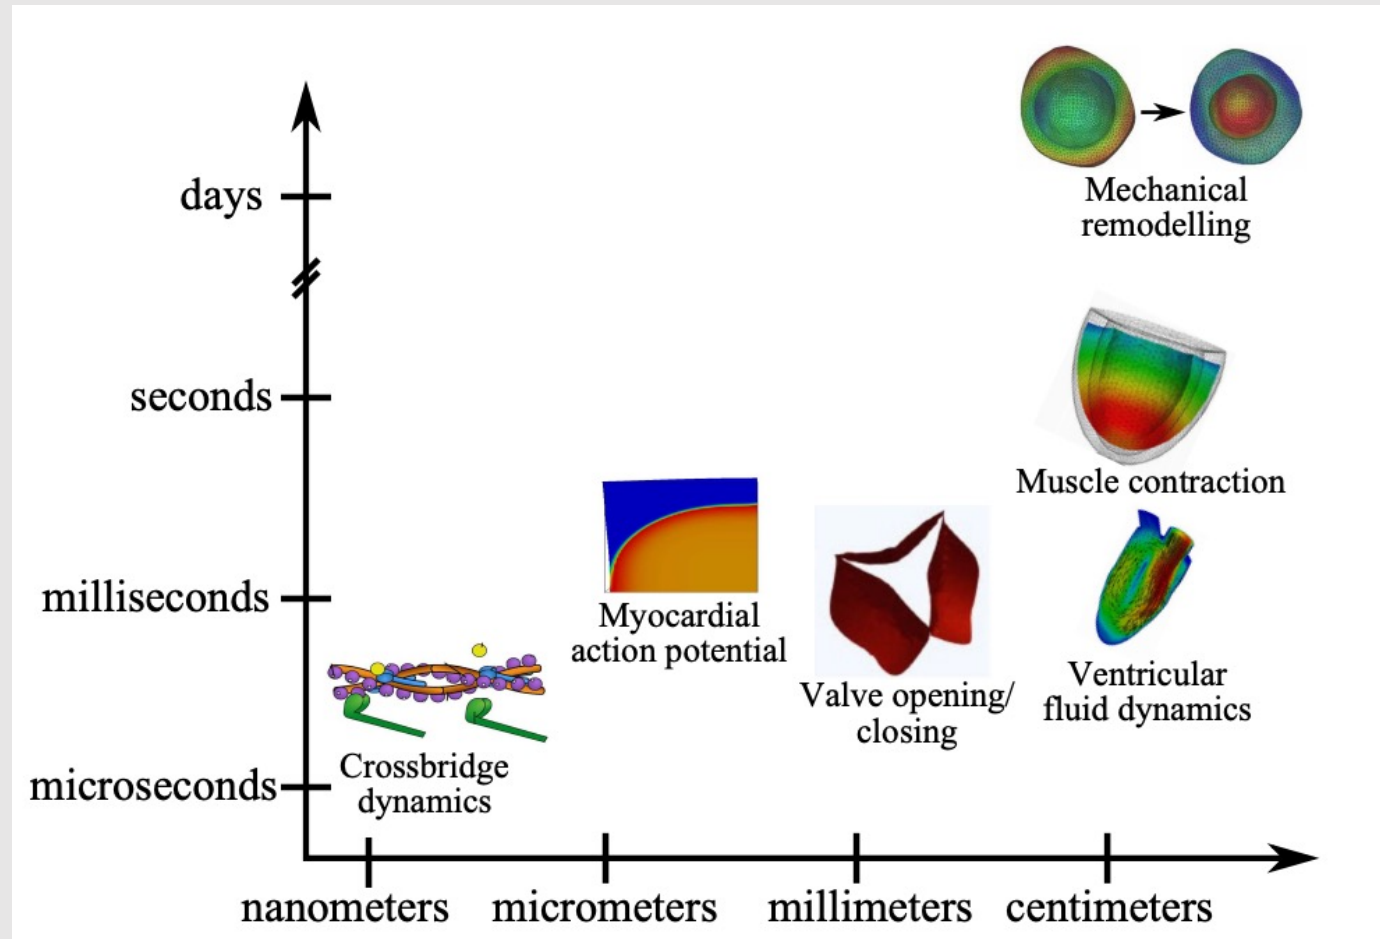 days
Mechanical
remodelling
seconds
Muscle contraction
milliseconds
Myocardial
action potential
Valve opening/
closing
Ventricular
fluid dynamics
microseconds
Crossbridge
dynamics
nanometers
micrometers
millimeters
centimeters